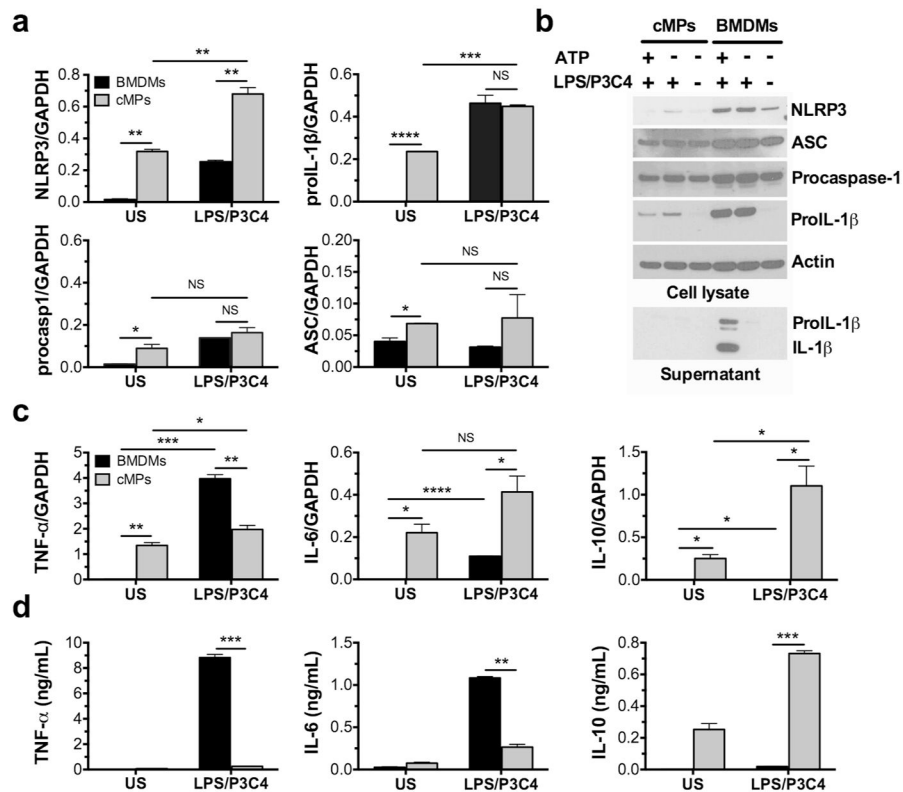 a
NLRP3/GAPDH
0.8
0.6
0.4
0.2
0.0
**
**
**
BMDMs
cMPs
US
LPS/P3C4
proIL-1β/GAPDH
0.6
0.4
0.2
0.0
***
NS
****
US
LPS/P3C4
procasp1/GAPDH
0.6
0.4
0.2
0.0
NS
NS
*
US
LPS/P3C4
ASC/GAPDH
0.20
0.15
0.10
0.05
0.00
NS
NS
*
US
LPS/P3C4
b
cMPs BMDMs
ATP + - - + - -
LPS/P3C4 + + - + + -
NLRP3
ASC
Procaspase-1
ProIL-1β
Actin
Cell lysate
ProIL-1β
IL-1β
Supernatant
c
TNF-α/GAPDH
5
4
3
2
1
0
*
***
**
**
BMDMs
cMPs
US
LPS/P3C4
IL-6/GAPDH
0.6
0.4
0.2
0.0
NS
*
****
*
US
LPS/P3C4
IL-10/GAPDH
1.5
1.0
0.5
0.0
*
*
*
*
US
LPS/P3C4
d
TNF-α (ng/mL)
10
8
6
4
2
0
***
US
LPS/P3C4
IL-6 (ng/mL)
1.5
1.0
0.5
0.0
**
US
LPS/P3C4
IL-10 (ng/mL)
0.8
0.6
0.4
0.2
0.0
***
US
LPS/P3C4